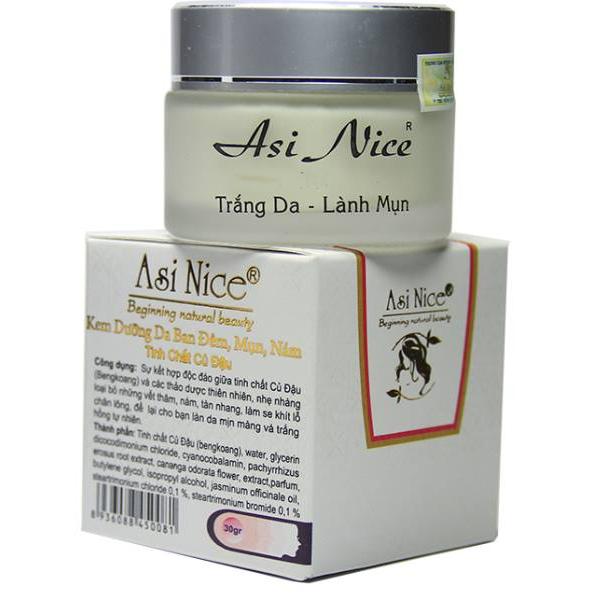 Asi Nice®
Trắng Da - Lành Mụn
Asi Nice®
Beginning natural beauty
Kem Dưỡng Da Ban Đêm, Mụn, Nám
Tinh Chất Củ Đậu
Công dụng: Sự kết hợp độc đáo giữa tinh chất Củ Đậu
(Bengkoang) và các thảo dược thiên nhiên, nhẹ nhàng
loại bỏ những vết thâm, nám, tàn nhang, làm se khít lỗ
chân lông, để lại cho bạn làn da mịn màng và trắng
hồng tự nhiên.
Thành phần: Tinh chất Củ Đậu (bengkoang), water, glycerin
dicocodimonium chloride, cyanocobalamin, pachyrrhizus
erosus root extract, cananga odorata flower, extract,parfum,
butylene glycol, isopropyl alcohol, jasminum officinale oil,
steartrimonium chloride 0,1 %, steartrimonium bromide 0,1 %
8 936088 450081
30gr
Asi Nice
Beginning natural beauty